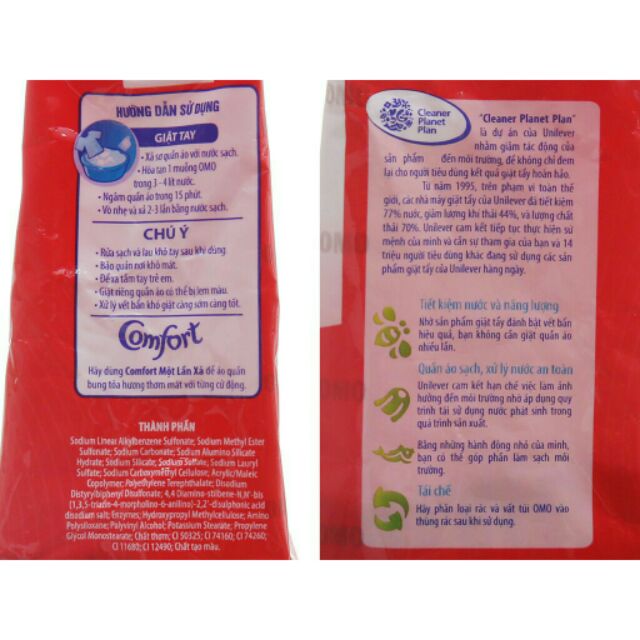 HƯỚNG DẪN SỬ DỤNG
GIẶT TAY
• Xả sơ quần áo với nước sạch.
• Hòa tan 1 muỗng OMO
trong 3 - 4 lít nước.
• Ngâm quần áo trong 15 phút.
• Vò nhẹ và xả 2-3 lần bằng nước sạch.
CHÚ Ý
• Rửa sạch và lau khô tay sau khi dùng.
• Bảo quản nơi khô mát.
• Để xa tầm tay trẻ em.
• Giặt riêng quần áo có thể bị lem màu.
• Xử lý vết bẩn khó giặt càng sớm càng tốt.
Comfort
Hãy dùng Comfort Một Lần Xả để áo quần
bung tỏa hương thơm mát với từng cử động.
THÀNH PHẦN
Sodium Linear Alkylbenzene Sulfonate; Sodium Methyl Ester
Sulfonate; Sodium Carbonate; Sodium Alumino Silicate
Hydrate; Sodium Silicate, Sodium Sulfate; Sodium Lauryl
Sulfate; Sodium Carboxymethyl Cellulose, Acrylic/Maleic
Copolymer; Polyethylene Terephthalate; Disodium
Distyrylbiphenyl Disulfonate; 4,4 Diamino-stilbene-N,N'-bis
(1,3,5-triazin-4-morpholino-6-anilino)-2,2'-disulphonic acid
disodium salt; Enzymes; Hydroxypropyl Methylcellulose; Amino
Polysiloxane; Polyvinyl Alcohol; Potassium Stearate; Propylene
Glycol Monostearate; Chất thơm; CI 50325; CI 74160; CI 74260;
CI 11680; CI 12490; Chất tạo màu.
Cleaner
Planet
Plan
"Cleaner Planet Plan"
là dự án của Unilever
nhằm giảm tác động của
sản phẩm đến môi trường, để không chỉ đem
lại cho người tiêu dùng kết quả giặt tẩy hoàn hảo.
Từ năm 1995, trên phạm vi toàn thế
giới, các nhà máy giặt tẩy của Unilever đã tiết kiệm
77% nước, giảm lượng khí thải 44%, và lượng chất
thải 70%. Unilever cam kết tiếp tục thực hiện sứ
mệnh của mình và cần sự tham gia của bạn và 14
triệu người tiêu dùng khác đang sử dụng các sản
phẩm giặt tẩy của Unilever hàng ngày.
Tiết kiệm nước và năng lượng
Nhờ sản phẩm giặt tẩy đánh bật vết bẩn
hiệu quả, bạn không cần giặt quần áo
nhiều lần.
Quần áo sạch, xử lý nước an toàn
Unilever cam kết hạn chế việc làm ảnh
hưởng đến môi trường nhờ áp dụng quy
trình tái sử dụng nước phát sinh trong
quá trình sản xuất.
Bằng những hành động nhỏ của mình,
bạn có thể góp phần làm sạch môi
trường.
Tái chế
Hãy phân loại rác và vứt túi OMO vào
thùng rác sau khi sử dụng.